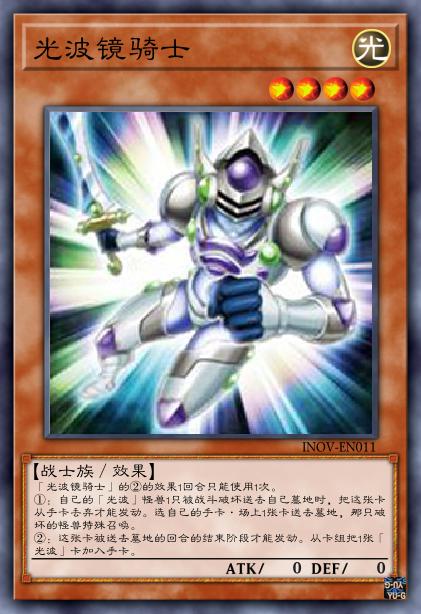 光波镜骑士
光
INOV-EN011
【战士族／效果】
「光波镜骑士」的②的效果1回合只能使用1次。
①：自己的「光波」怪兽1只被战斗破坏送去自己墓地时，把这张卡
从手卡丢弃才能发动。选自己的手卡·场上1张卡送去墓地，那只破
坏的怪兽特殊召唤。
②：这张卡被送去墓地的回合的结束阶段才能发动。从卡组把1张「
光波」卡加入手卡。
ATK/ 0 DEF/ 0